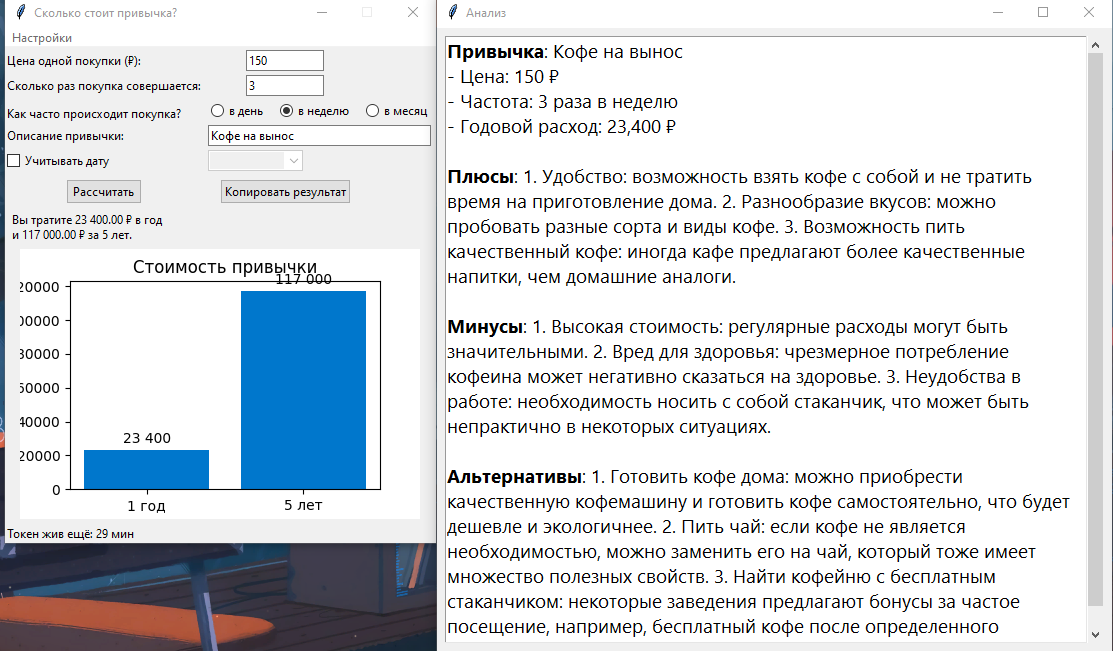 Сколько стоит привычка?
Настройки
Цена одной покупки (₽):
150
Сколько раз покупка совершается:
3
Как часто происходит покупка?
в день
в неделю
в месяц
Описание привычки:
Кофе на вынос
Учитывать дату
Рассчитать
Копировать результат
Вы тратите 23 400.00 ₽ в год
и 117 000.00 ₽ за 5 лет.
Стоимость привычки
117 000
20000
00000
80000
60000
40000
20000
0
23 400
1 год
5 лет
Токен жив ещё: 29 мин
Анализ
Привычка: Кофе на вынос
- Цена: 150 ₽
- Частота: 3 раза в неделю
- Годовой расход: 23,400 ₽
Плюсы: 1. Удобство: возможность взять кофе с собой и не тратить
время на приготовление дома. 2. Разнообразие вкусов: можно
пробовать разные сорта и виды кофе. 3. Возможность пить
качественный кофе: иногда кафе предлагают более качественные
напитки, чем домашние аналоги.
Минусы: 1. Высокая стоимость: регулярные расходы могут быть
значительными. 2. Вред для здоровья: чрезмерное потребление
кофеина может негативно сказаться на здоровье. 3. Неудобства в
работе: необходимость носить с собой стаканчик, что может быть
непрактично в некоторых ситуациях.
Альтернативы: 1. Готовить кофе дома: можно приобрести
качественную кофемашину и готовить кофе самостоятельно, что будет
дешевле и экологичнее. 2. Пить чай: если кофе не является
необходимостью, можно заменить его на чай, который тоже имеет
множество полезных свойств. 3. Найти кофейню с бесплатным
стаканчиком: некоторые заведения предлагают бонусы за частое
посещение, например, бесплатный кофе после определенного